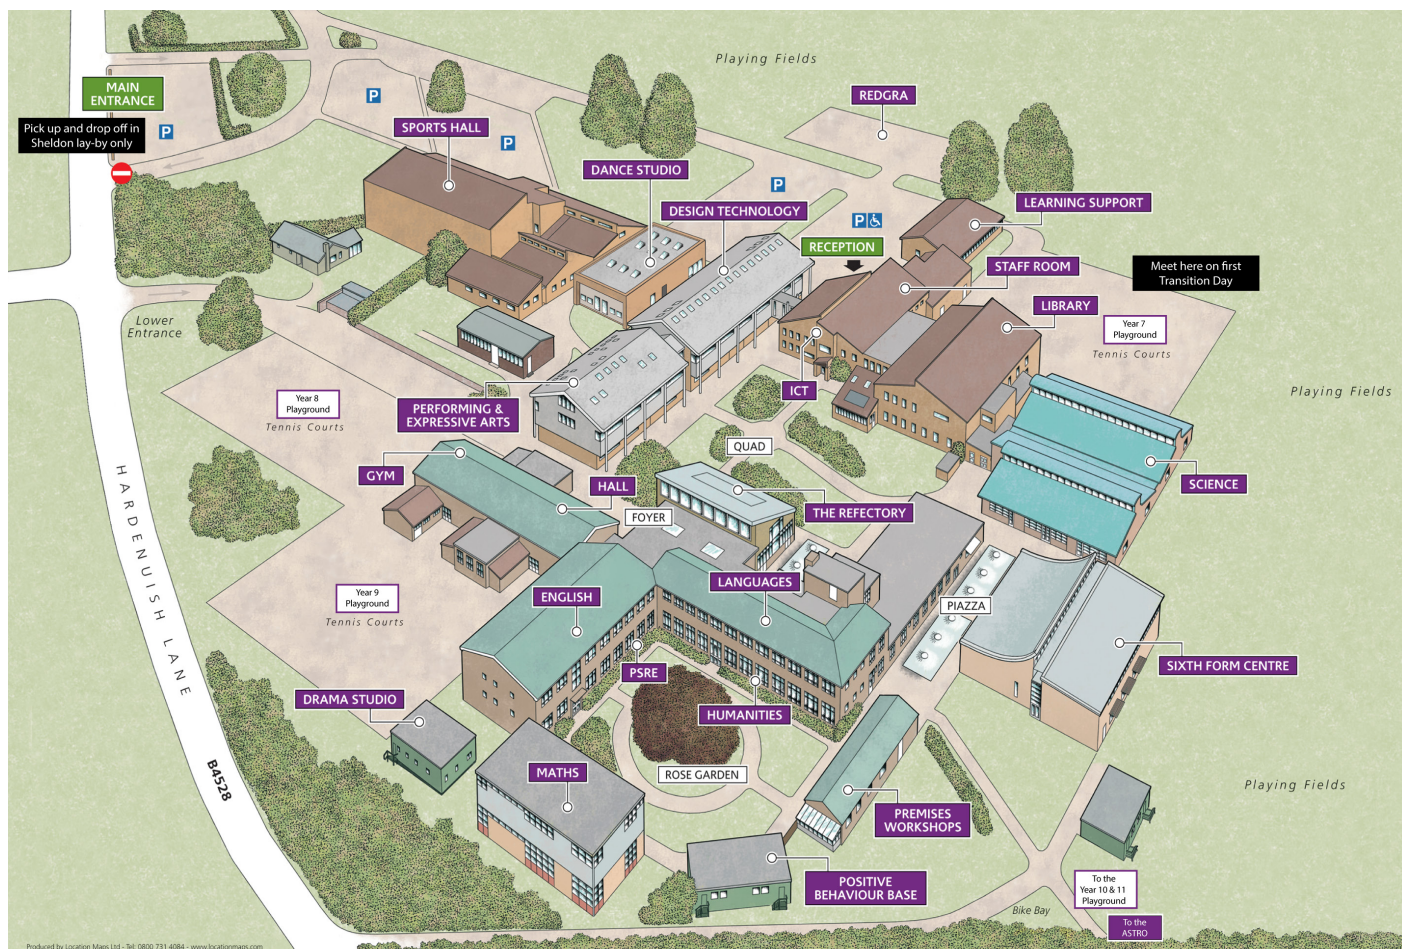 Playing Fields
MAIN
ENTRANCE
REDGRA
P
Pick up and drop off in
Sheldon lay-by only
P
SPORTS HALL
P
DANCE STUDIO
P
LEARNING SUPPORT
DESIGN TECHNOLOGY
P
RECEPTION
STAFF ROOM
Meet here on first
Transition Day
LIBRARY
Lower
Entrance
Year 7
Playground
Tennis Courts
Playing Fields
ICT
Year 8
Playground
Tennis Courts
PERFORMING &
EXPRESSIVE ARTS
QUAD
GYM
HALL
SCIENCE
THE REFECTORY
FOYER
HARDENUISH LANE
LANGUAGES
Year 9
Playground
Tennis Courts
ENGLISH
PIAZZA
SIXTH FORM CENTRE
PSRE
DRAMA STUDIO
HUMANITIES
MATHS
ROSE GARDEN
B4528
Playing Fields
PREMISES
WORKSHOPS
POSITIVE
BEHAVIOUR BASE
To the
Year 10 & 11
Playground
Bike Bay
To the
ASTRO
Produced by Location Maps Ltd - Tel: 0800 731 4084 - www.locationmaps.com